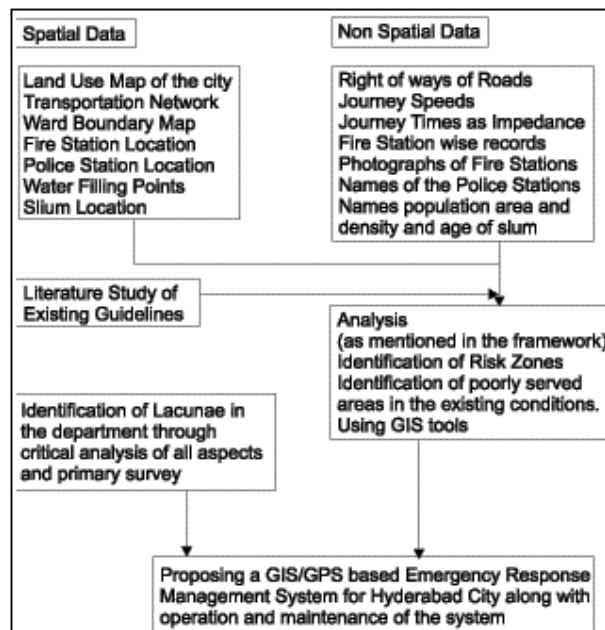 Spatial Data
Non Spatial Data
Land Use Map of the city
Transportation Network
Ward Boundary Map
Fire Station Location
Police Station Location
Water Filling Points
Slium Location
Right of ways of Roads
Journey Speeds
Journey Times as Impedance
Fire Station wise records
Photographs of Fire Stations
Names of the Police Stations
Names population area and
density and age of slum
Literature Study of
Existing Guidelines
Analysis
(as mentioned in the framework)
Identification of Risk Zones
Identification of poorly served
areas in the existing conditions.
Using GIS tools
Identification of Lacunae in
the department through
critical analysis of all aspects
and primary survey
Proposing a GIS/GPS based Emergency Response
Management System for Hyderabad City along with
operation and maintenance of the system